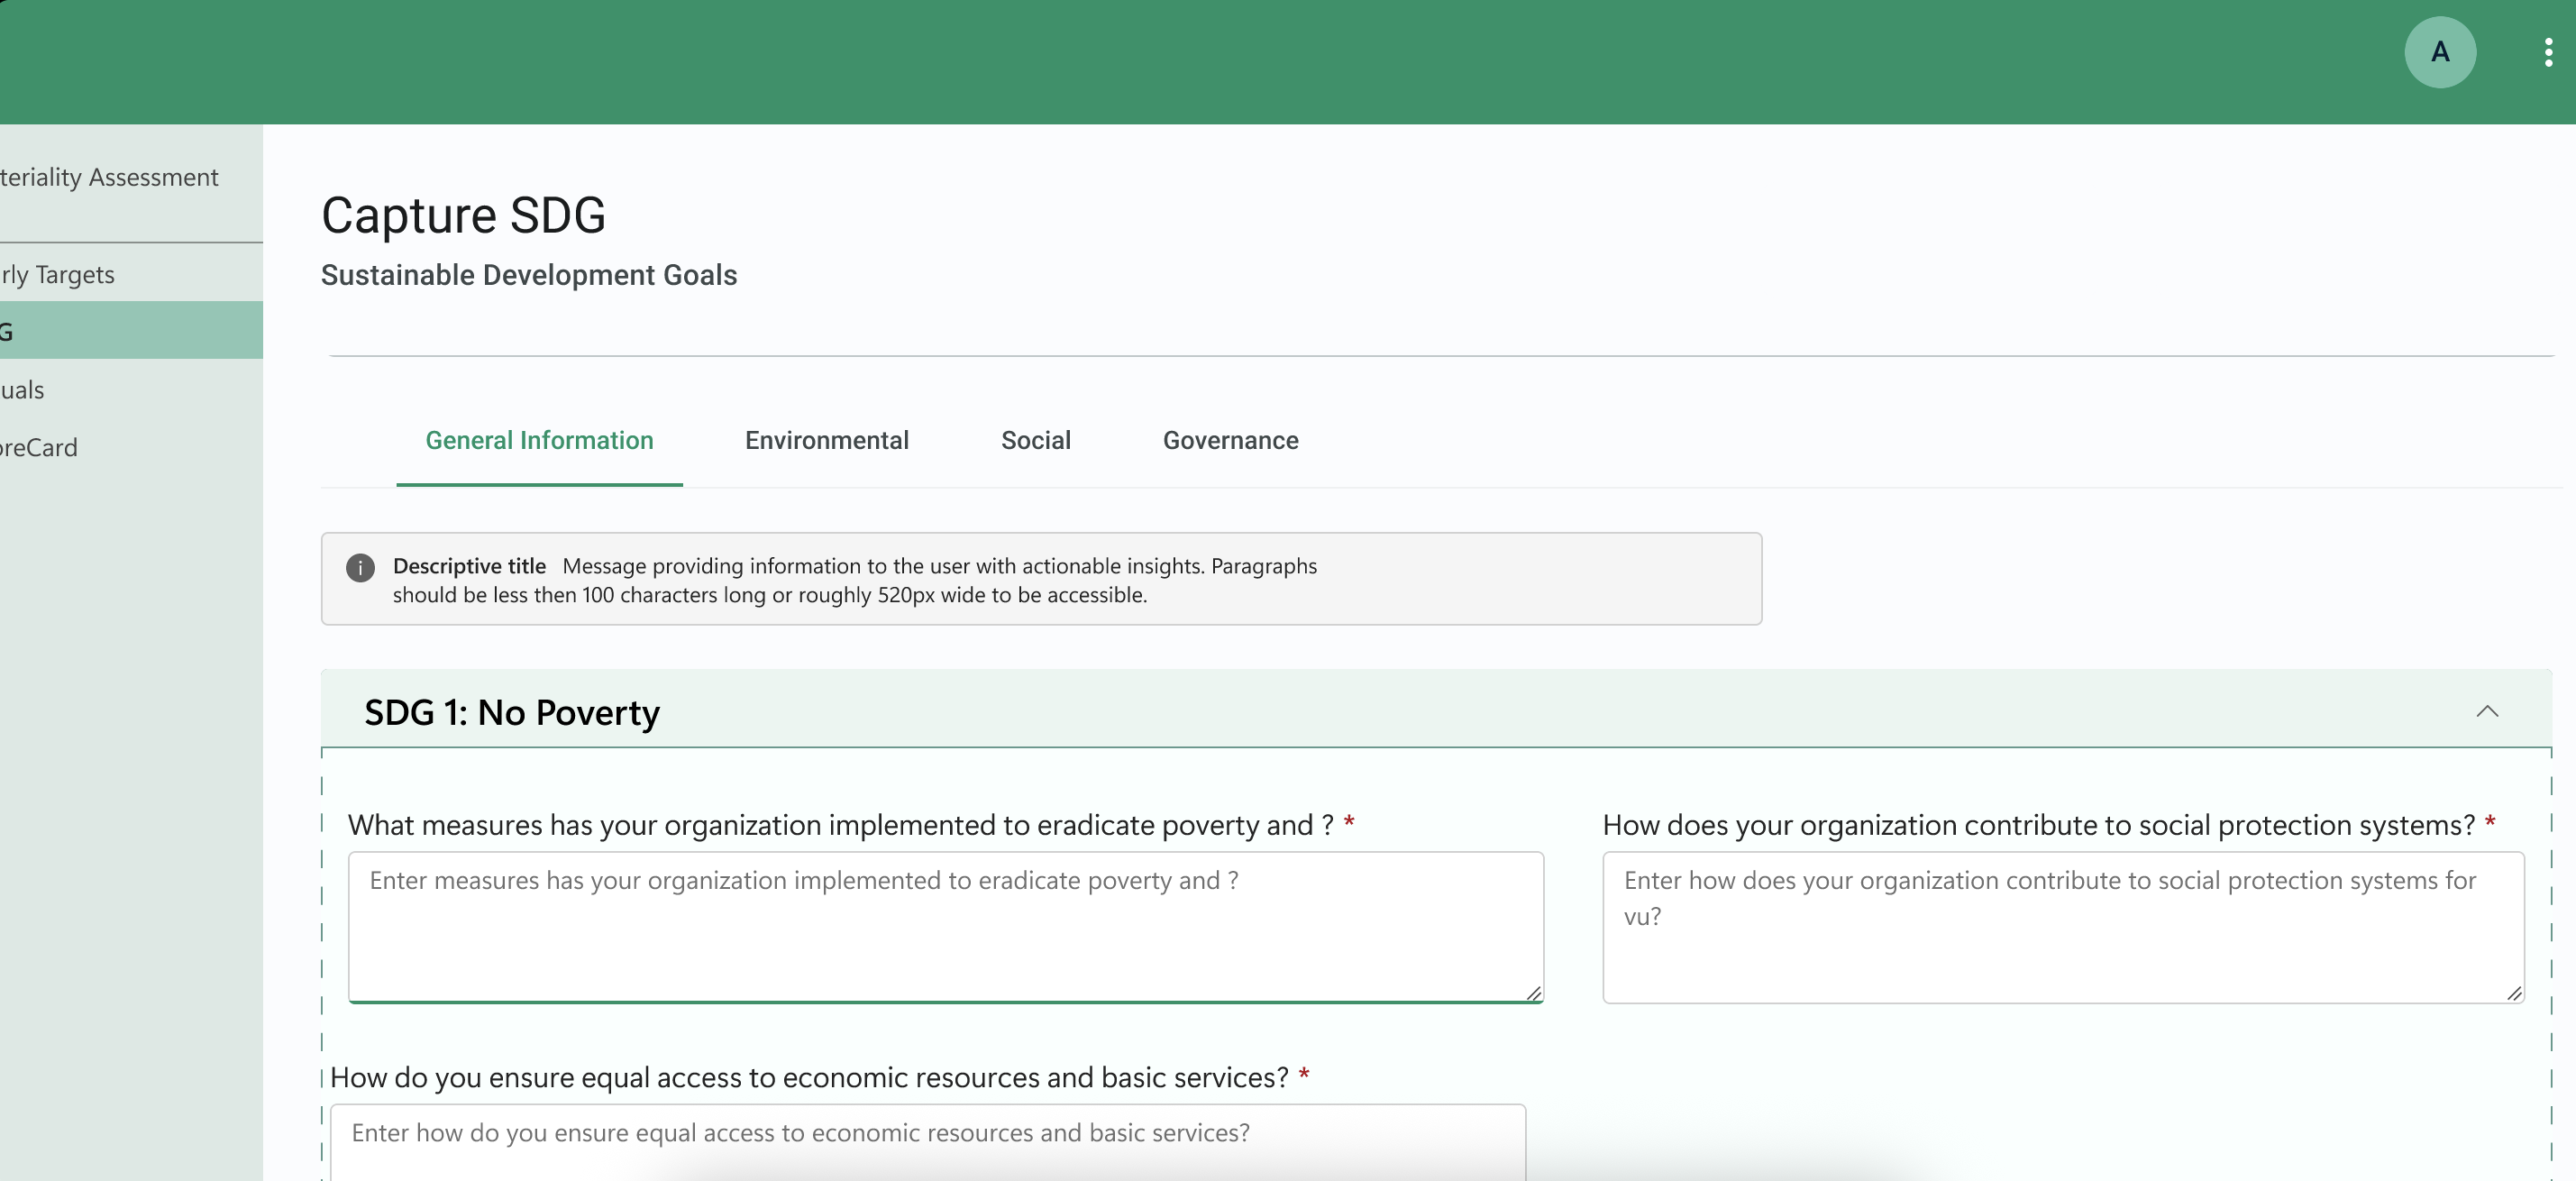 A
teriality Assessment
rly Targets
G
uals
oreCard
Capture SDG
Sustainable Development Goals
General Information Environmental Social Governance
Descriptive title Message providing information to the user with actionable insights. Paragraphs
should be less then 100 characters long or roughly 520px wide to be accessible.
SDG 1: No Poverty
What measures has your organization implemented to eradicate poverty and ? *
Enter measures has your organization implemented to eradicate poverty and ?
How does your organization contribute to social protection systems? *
Enter how does your organization contribute to social protection systems for
vu?
How do you ensure equal access to economic resources and basic services? *
Enter how do you ensure equal access to economic resources and basic services?